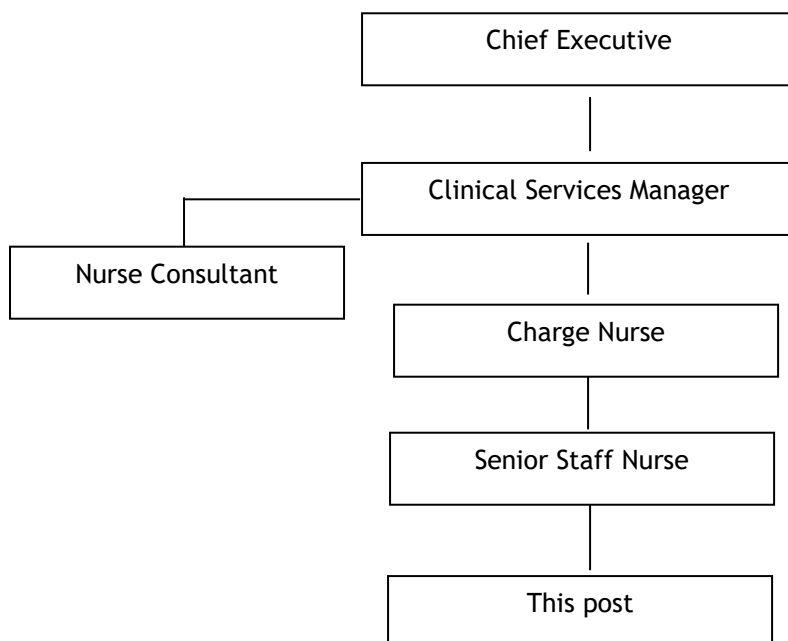 Chief Executive
Clinical Services Manager
Nurse Consultant
Charge Nurse
Senior Staff Nurse
This post